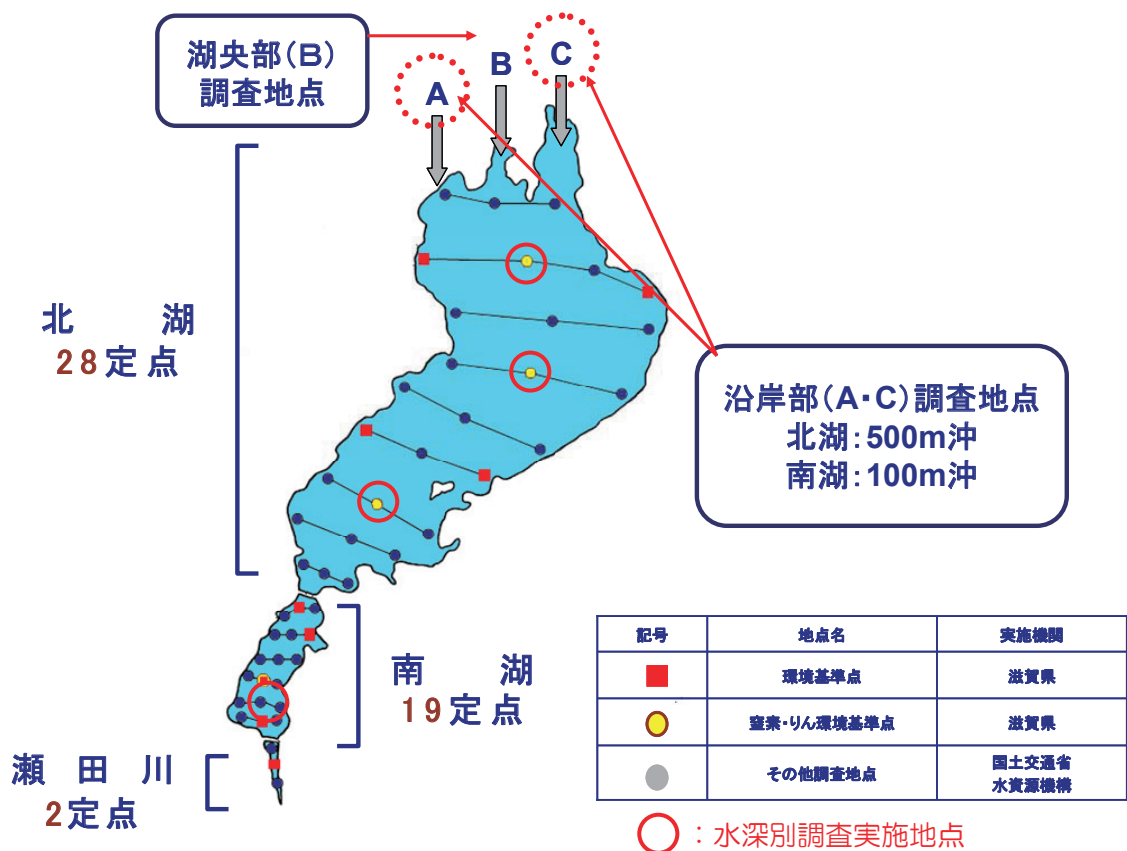 湖央部(B)
調査地点
A
B
C
北 湖
28定点
沿岸部(A・C)調査地点
北湖:500m沖
南湖:100m沖
南 湖
19定点
瀬 田 川
2定点
記号 地点名 実施機関
環境基準点 滋賀県
窒素・りん環境基準点 滋賀県
その他調査地点 国土交通省
水資源機構
:水深別調査実施地点